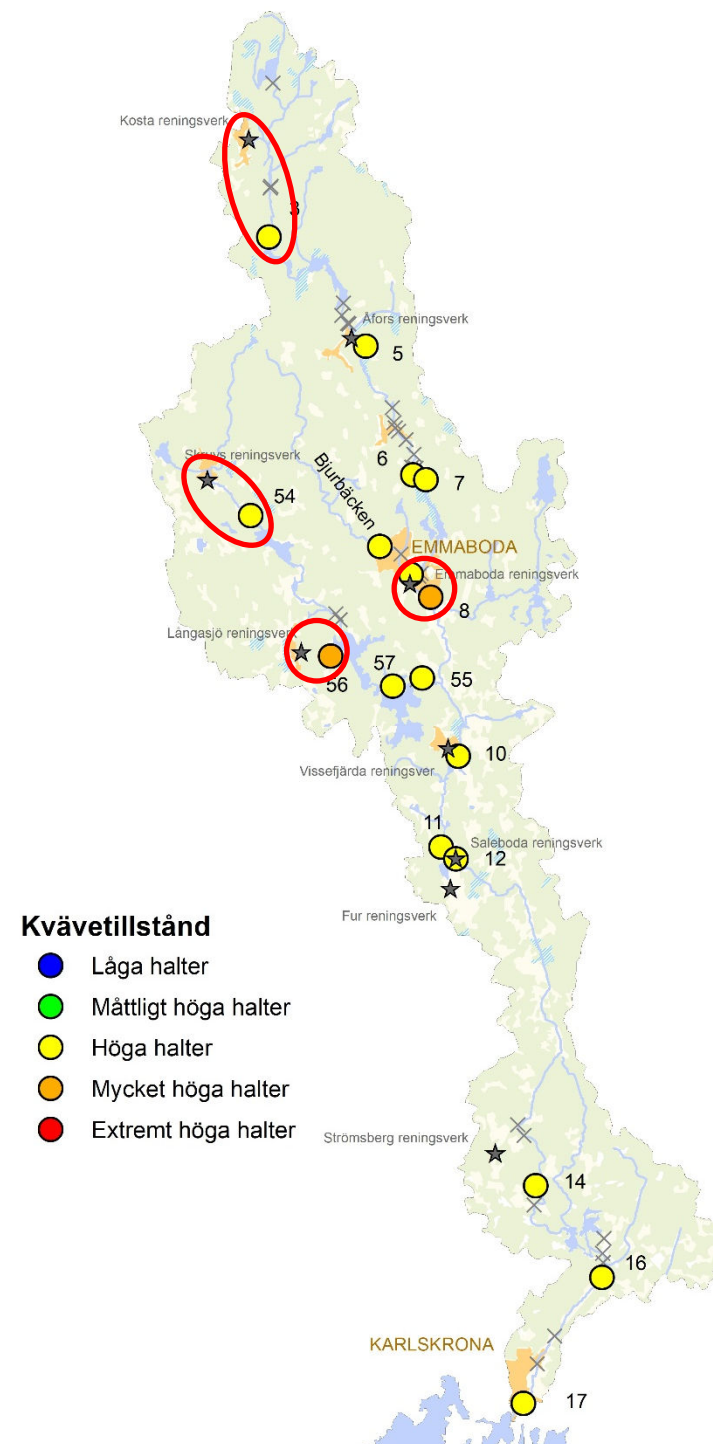 Kosta reningsverk
3
Åfors reningsverk
5
Skruvs reningsverk
54
Bjurbäcken
6
7
EMMABODA
Emmaboda reningsverk
8
Långasjö reningsverk
56
57
55
10
Vissefjärda reningsver
11
Saleboda reningsverk
12
Fur reningsverk
Kvävetillstånd
Låga halter
Måttligt höga halter
Höga halter
Mycket höga halter
Extremt höga halter
Strömsberg reningsverk
14
16
KARLSKRONA
17